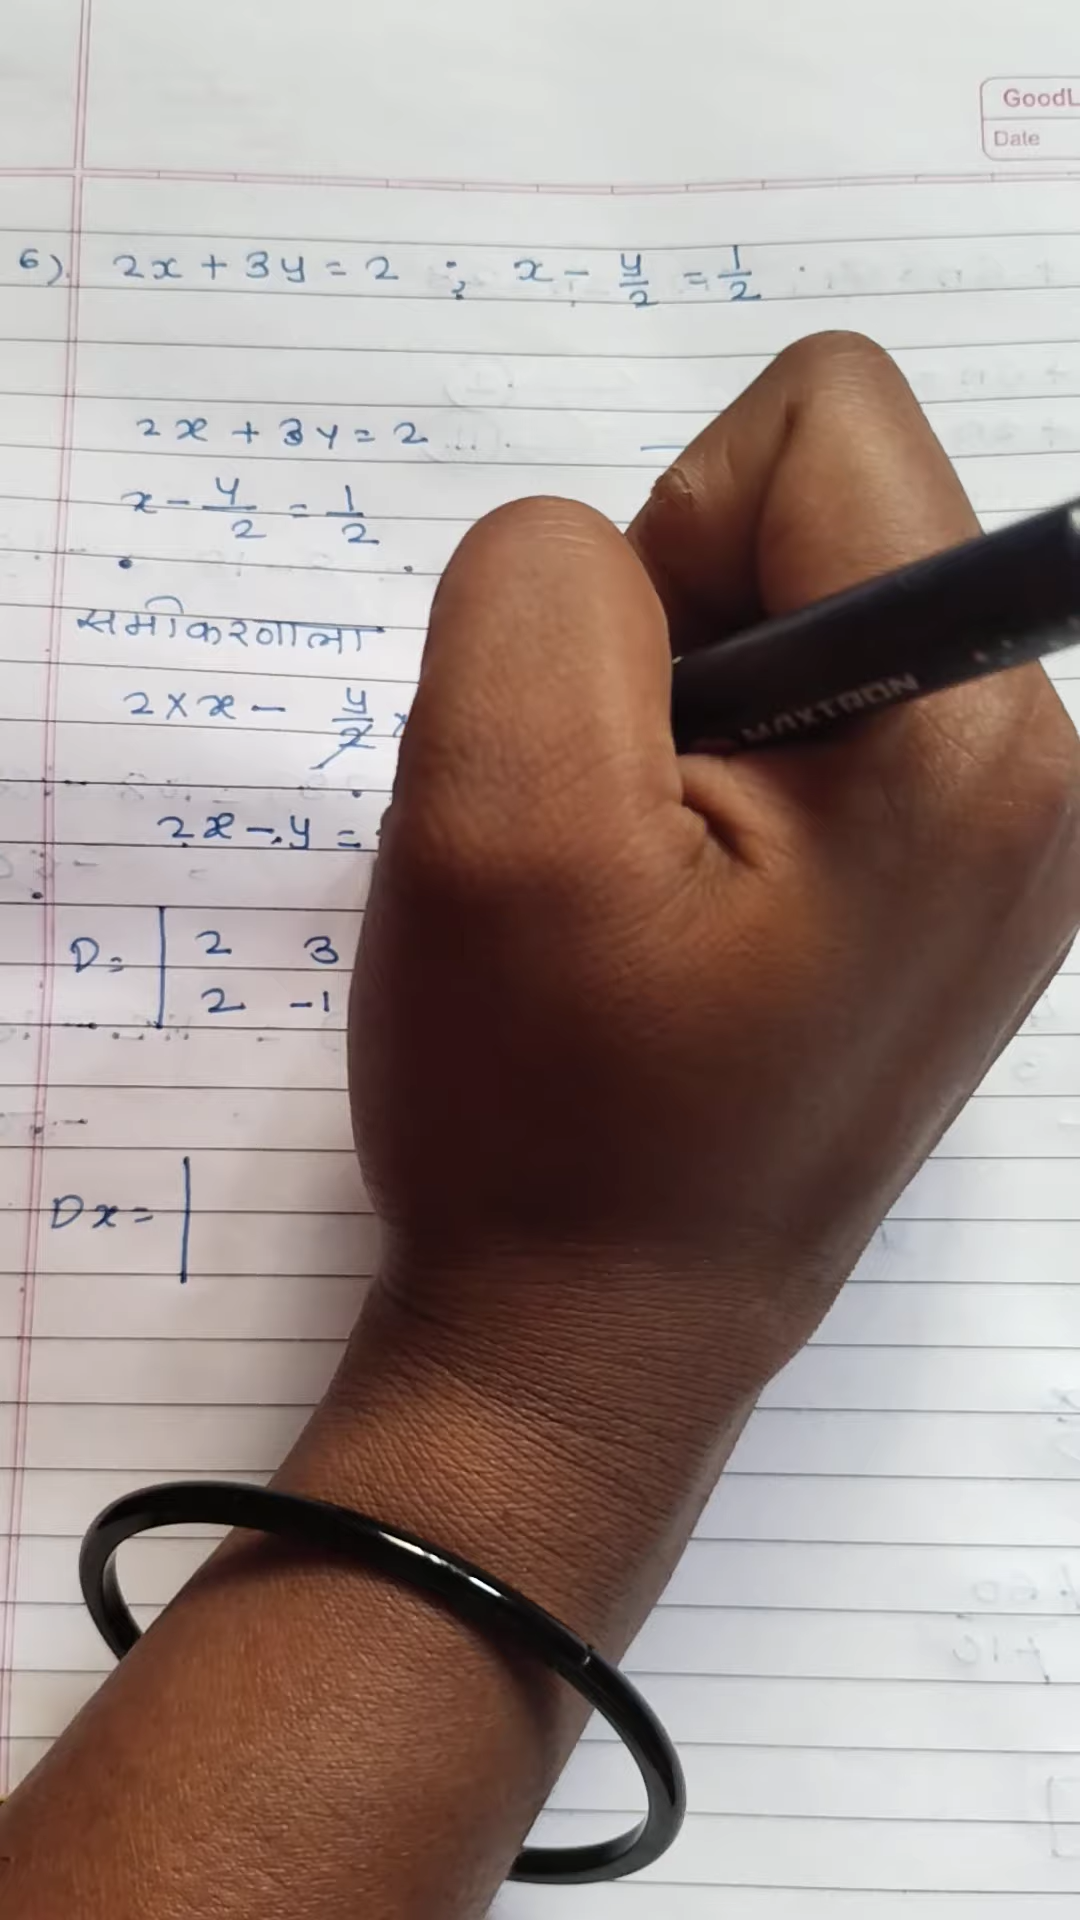 GoodL
Date
6). 2x + 3y = 2 ; x - y/2 = 1/2
2x + 3y = 2 ...
x - y/2 = 1/2
समीकरणाला
2 × x - y/2 ×
2x - y =
D = | 2 3
2 -1
Dx = |
MAXTRON